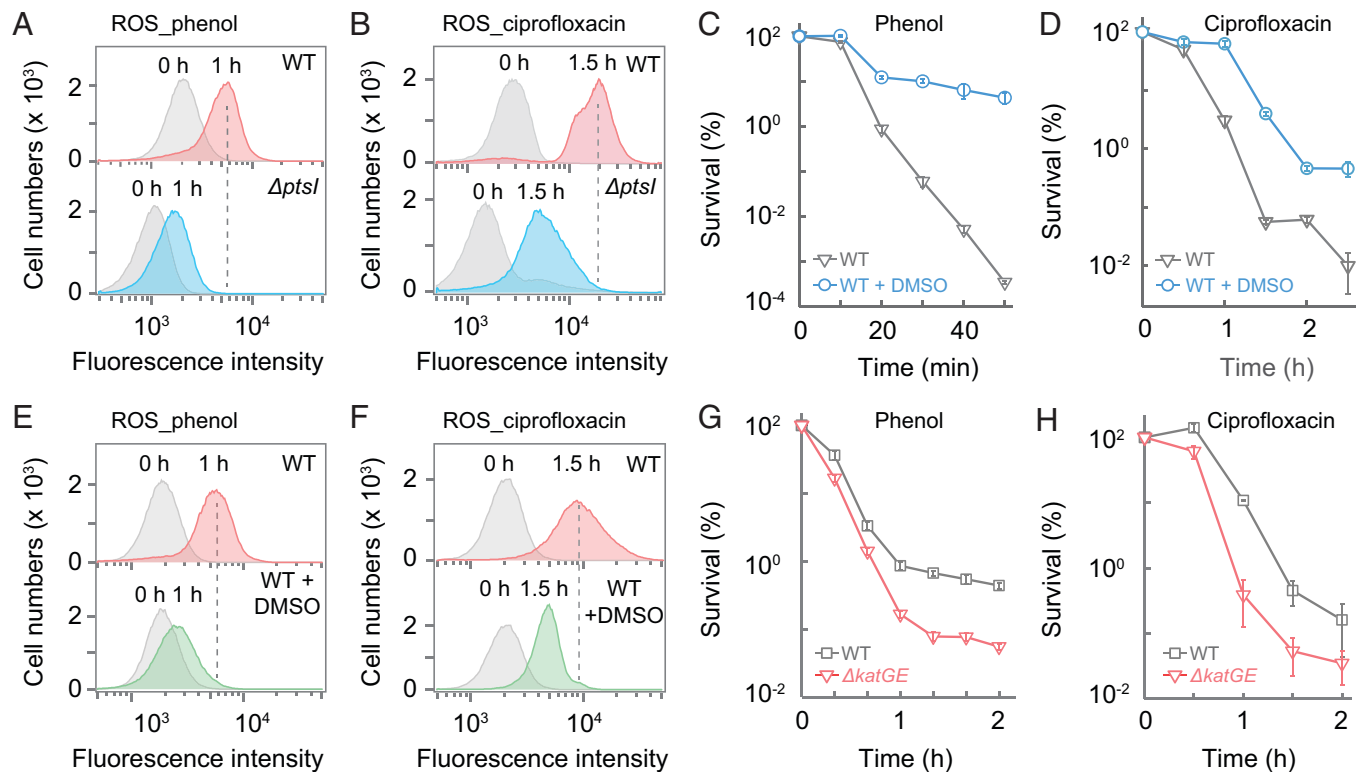 A
ROS_phenol
Cell numbers (x 10³)
2
0
0 h
1 h
WT
2
0
0 h 1 h
ΔptsI
10³
10⁴
Fluorescence intensity
B
ROS_ciprofloxacin
Cell numbers (x 10³)
2
0
0 h
1.5 h
WT
2
0
0 h
1.5 h
ΔptsI
10³
10⁴
Fluorescence intensity
C
Phenol
Survival (%)
10²
10⁰
10⁻²
10⁻⁴
WT
WT + DMSO
0
20
40
Time (min)
D
Ciprofloxacin
Survival (%)
10²
10⁰
10⁻²
WT
WT + DMSO
0
1
2
Time (h)
E
ROS_phenol
Cell numbers (x 10³)
2
0
0 h
1 h
WT
2
0
0 h 1 h
WT +
DMSO
10³
10⁴
Fluorescence intensity
F
ROS_ciprofloxacin
Cell numbers (x 10³)
2
0
0 h
1.5 h
WT
2
0
0 h 1.5 h
WT
+DMSO
10³
10⁴
Fluorescence intensity
G
Phenol
Survival (%)
10²
10⁰
10⁻²
WT
ΔkatGE
0
1
2
Time (h)
H
Ciprofloxacin
Survival (%)
10²
10⁰
10⁻²
WT
ΔkatGE
0
1
2
Time (h)